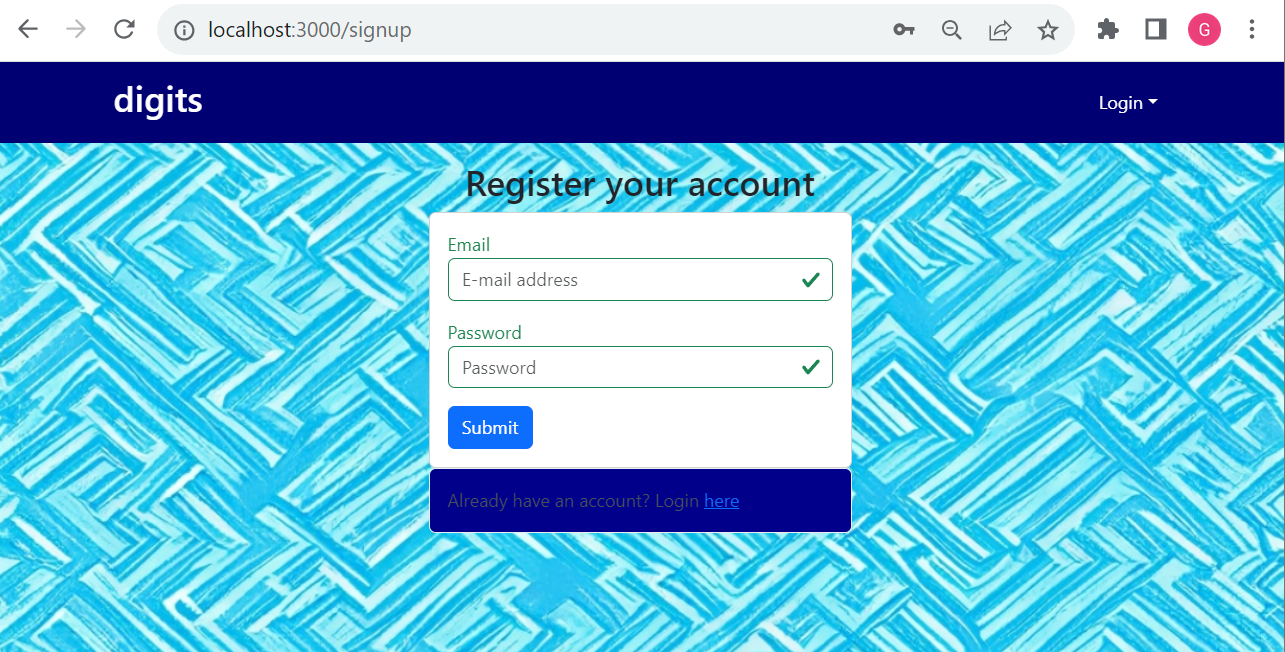 localhost:3000/signup
G
digits
Login
Register your account
Email
E-mail address
Password
Password
Submit
Already have an account? Login here